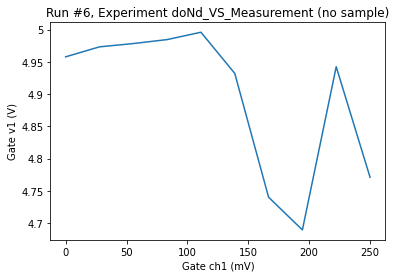 Run #6, Experiment doNd_VS_Measurement (no sample)
5
4.95
4.9
4.85
4.8
4.75
4.7
Gate v1 (V)
0 50 100 150 200 250
Gate ch1 (mV)